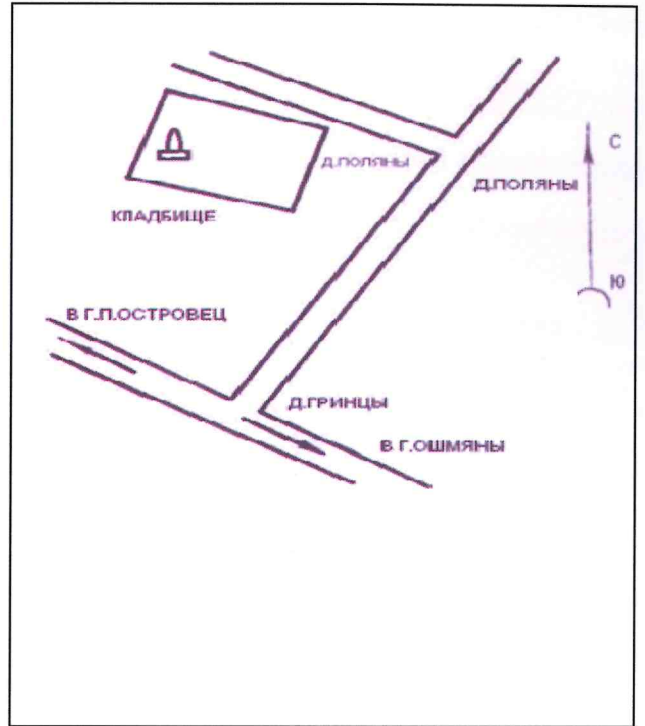 С
Д.ПОЛЯНЫ
Д.ПОЛЯНЫ
КЛАДБИЩЕ
Ю
В Г.П.ОСТРОВЕЦ
Д.ГРИНЦЫ
В Г.ОШМЯНЫ